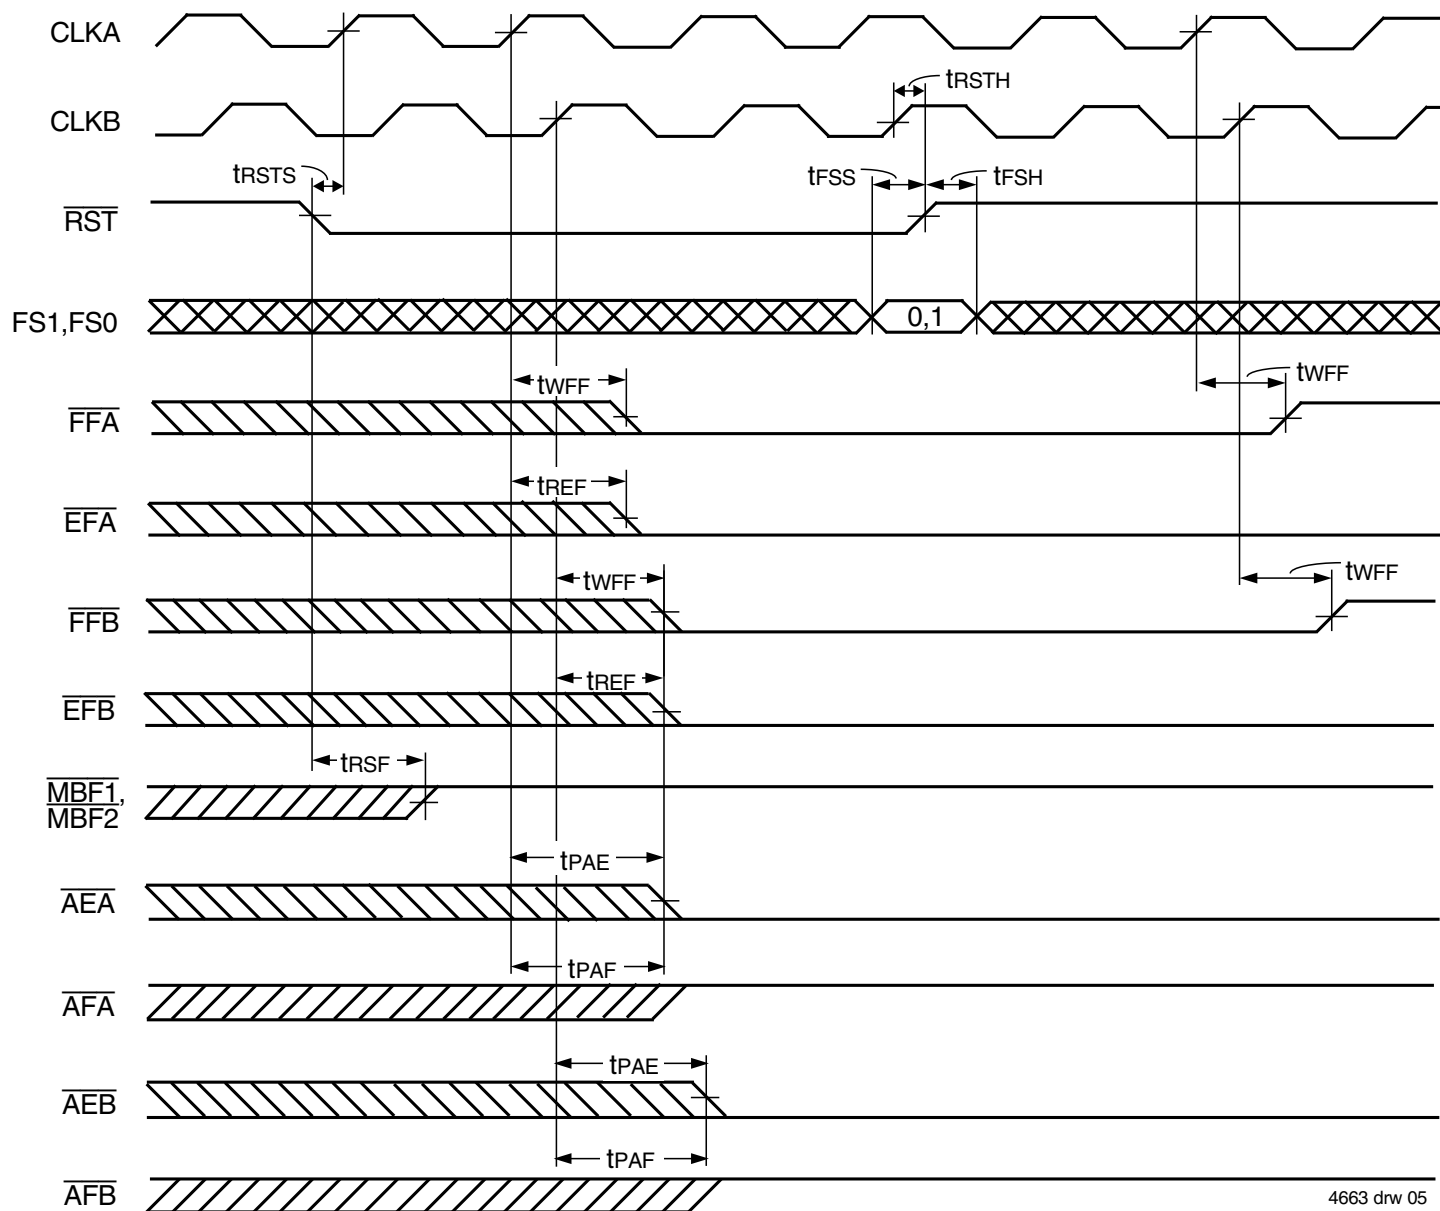 CLKA
tRSTH
CLKB
tRSTS
tFSS
tFSH
RST
FS1,FS0
0,1
tWFF
tWFF
FFA
tREF
EFA
tWFF
tWFF
FFB
tREF
EFB
tRSF
MBF1,
MBF2
tPAE
AEA
tPAF
AFA
tPAE
AEB
tPAF
AFB
4663 drw 05